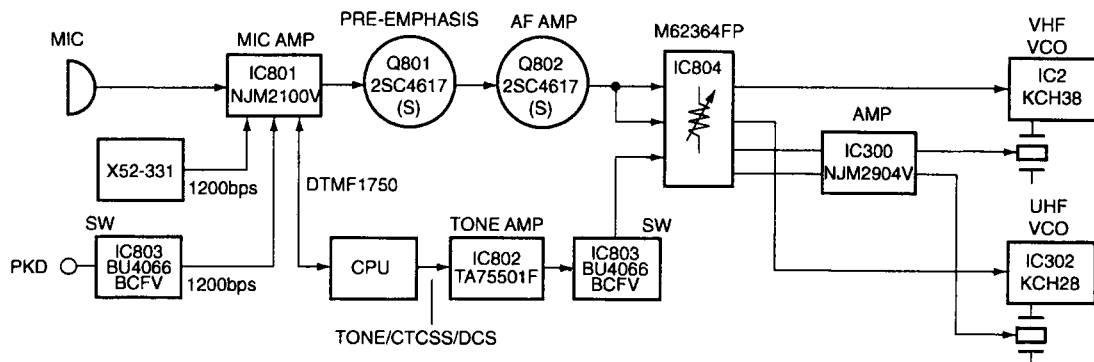 MIC
MIC AMP
IC801
NJM2100V
PRE-EMPHASIS
Q801
2SC4617
(S)
AF AMP
Q802
2SC4617
(S)
M62364FP
IC804
VHF
VCO
IC2
KCH38
X52-331
1200bps
DTMF1750
AMP
IC300
NJM2904V
SW
PKD
IC803
BU4066
BCFV
1200bps
CPU
TONE AMP
IC802
TA75501F
SW
IC803
BU4066
BCFV
UHF
VCO
IC302
KCH28
TONE/CTCSS/DCS